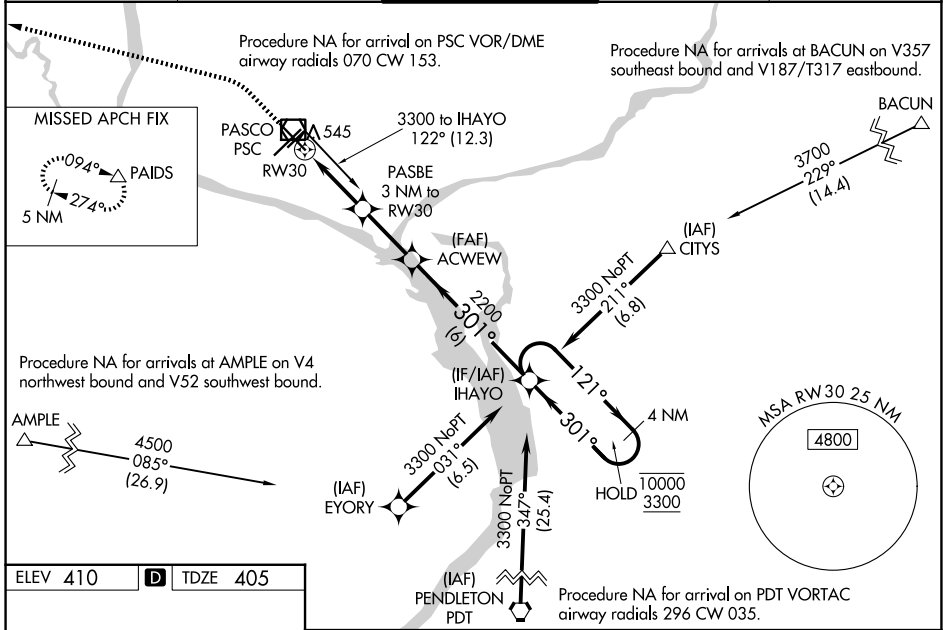 Procedure NA for arrival on PSC VOR/DME
airway radials 070 CW 153.
Procedure NA for arrivals at BACUN on V357
southeast bound and V187/T317 eastbound.
MISSED APCH FIX
094°
PAIDS
274°
5 NM
PASCO
PSC
545
RW30
3300 to IHAYO
122° (12.3)
PASBE
3 NM to
RW30
BACUN
3700
229°
(14.4)
(IAF)
CITYS
(FAF)
ACWEW
3300 NoPT
211°
(6.8)
2200
301°
(6)
Procedure NA for arrivals at AMPLE on V4
northwest bound and V52 southwest bound.
(IF/IAF)
IHAYO
121°
301°
4 NM
HOLD
10000
3300
MSA RW30 25 NM
4800
AMPLE
4500
085°
(26.9)
3300 NoPT
031°
(6.5)
(IAF)
EYORY
3300 NoPT
347°
(25.4)
(IAF)
PENDLETON
PDT
Procedure NA for arrival on PDT VORTAC
airway radials 296 CW 035.
ELEV 410 D TDZE 405